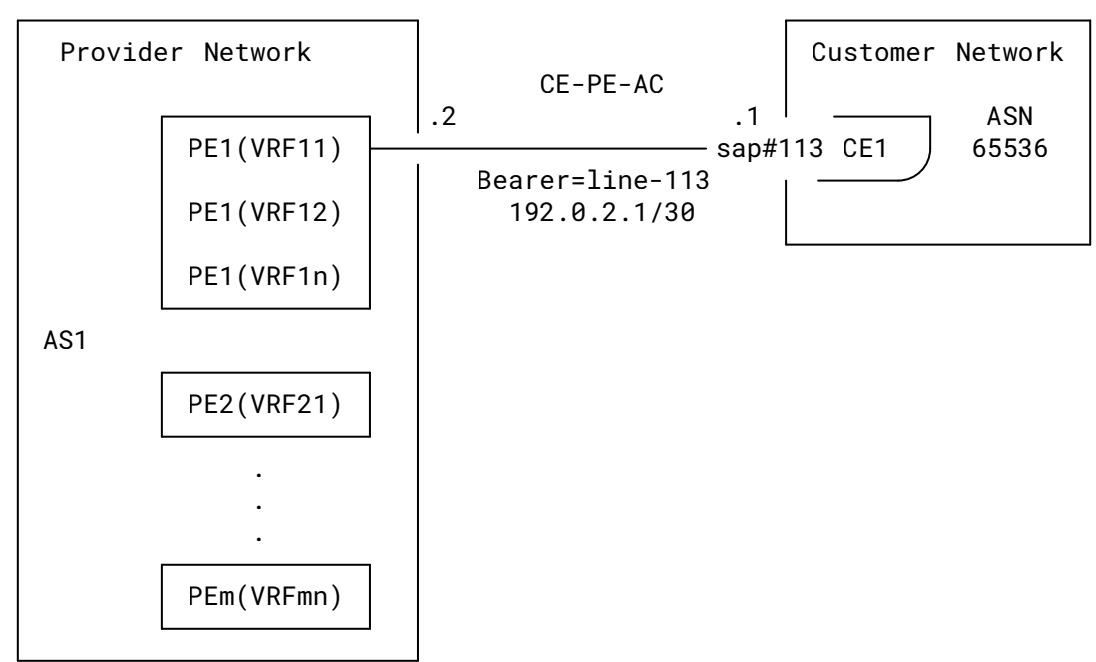 Provider Network
Customer Network
CE-PE-AC
.2
.1
ASN
PE1(VRF11)
sap#113
CE1
65536
Bearer=line-113
PE1(VRF12)
192.0.2.1/30
PE1(VRF1n)
AS1
PE2(VRF21)
.
.
.
PEm(VRFmn)